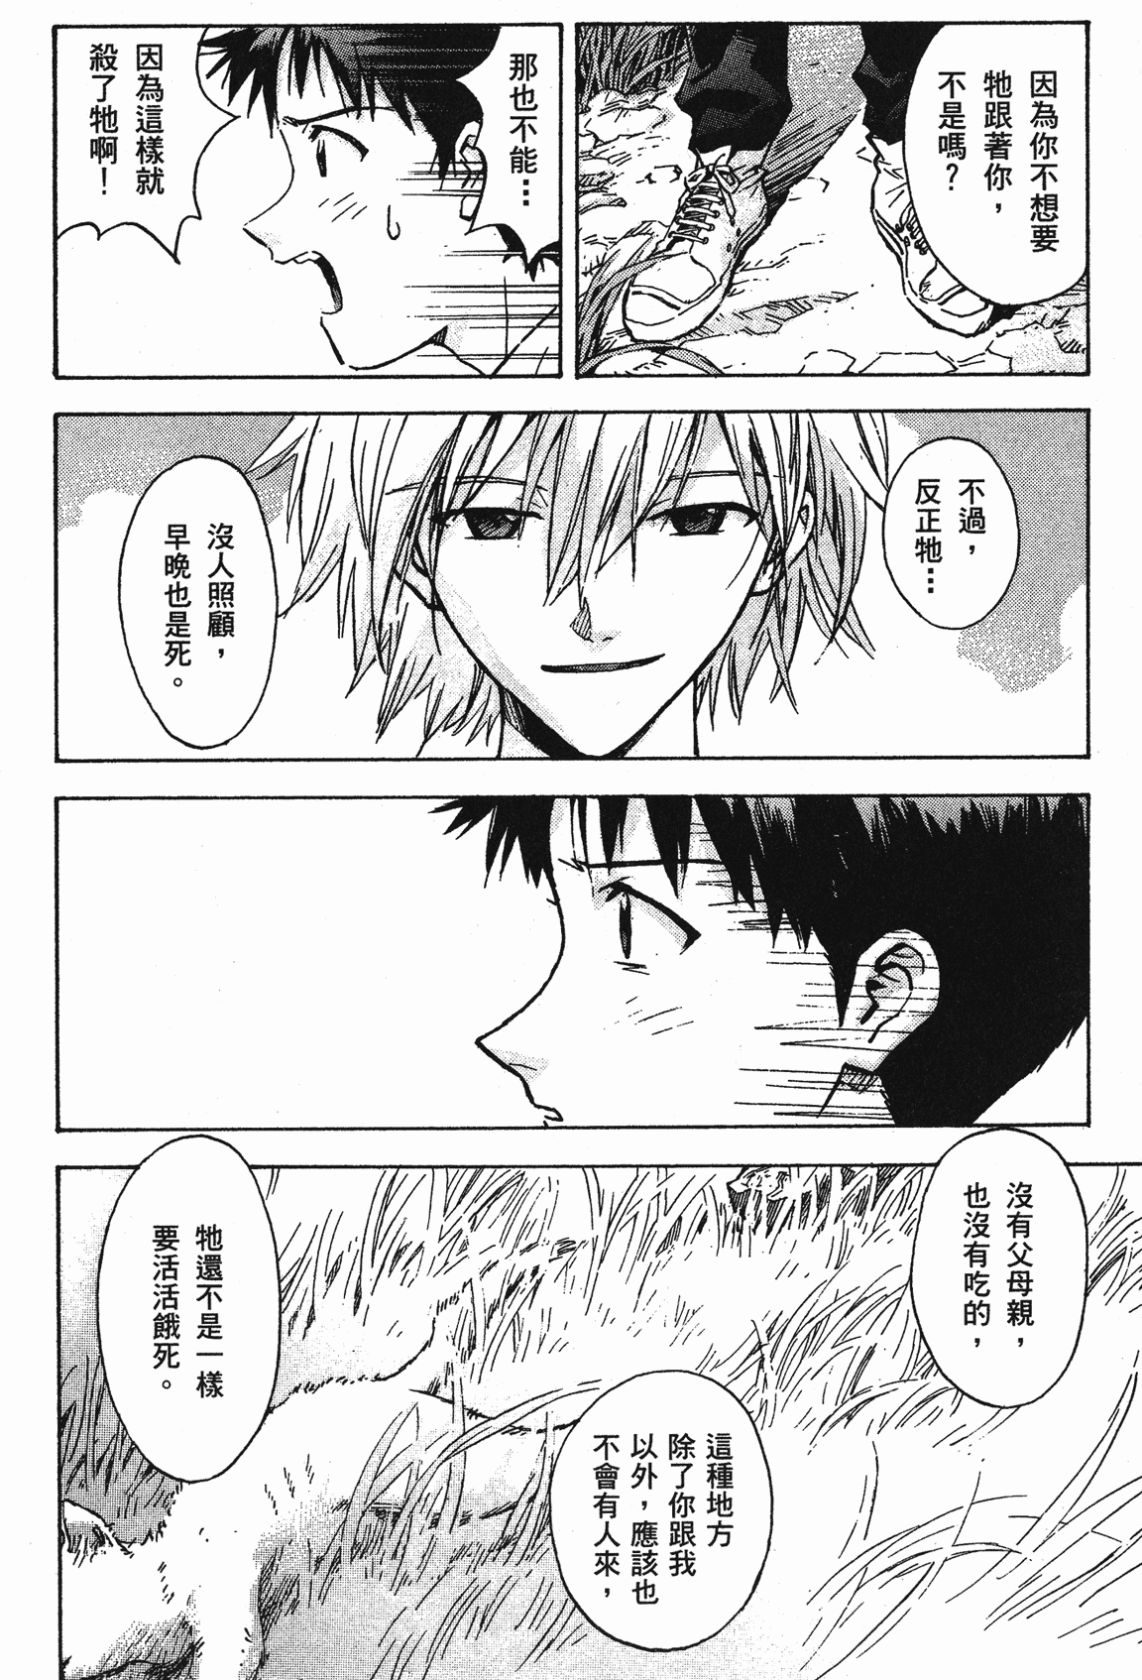 因為你不想要
牠跟著你，
不是嗎？
那也不能…
因為這樣就
殺了牠啊！
不過，
反正牠…
沒人照顧，
早晚也是死。
沒有父母親，
也沒有吃的，
這種地方
除了你跟我
以外，應該也
不會有人來，
牠還不是一樣
要活活餓死。